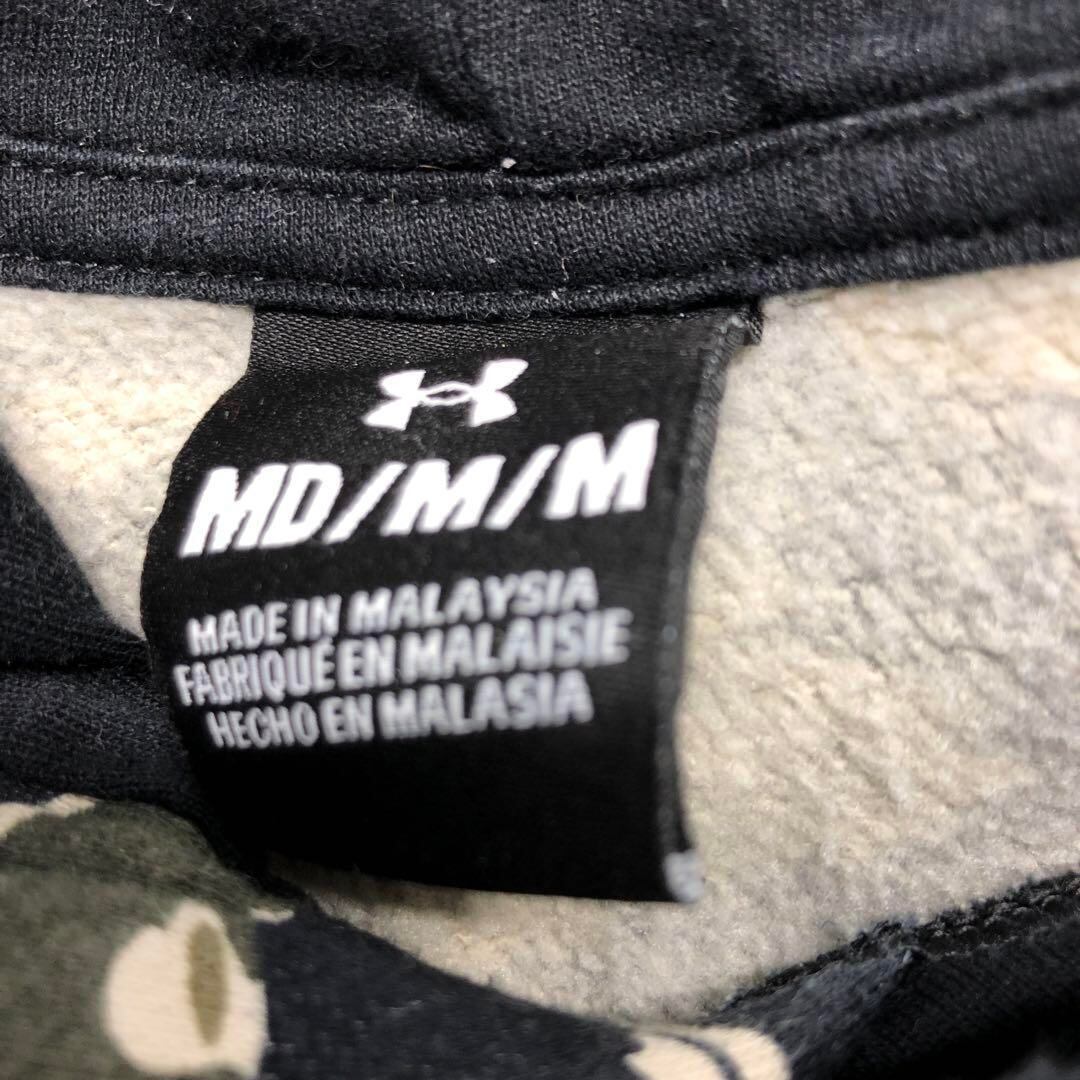 MD/M/M
MADE IN MALAYSIA
FABRIQUÉ EN MALAISIE
HECHO EN MALASIA